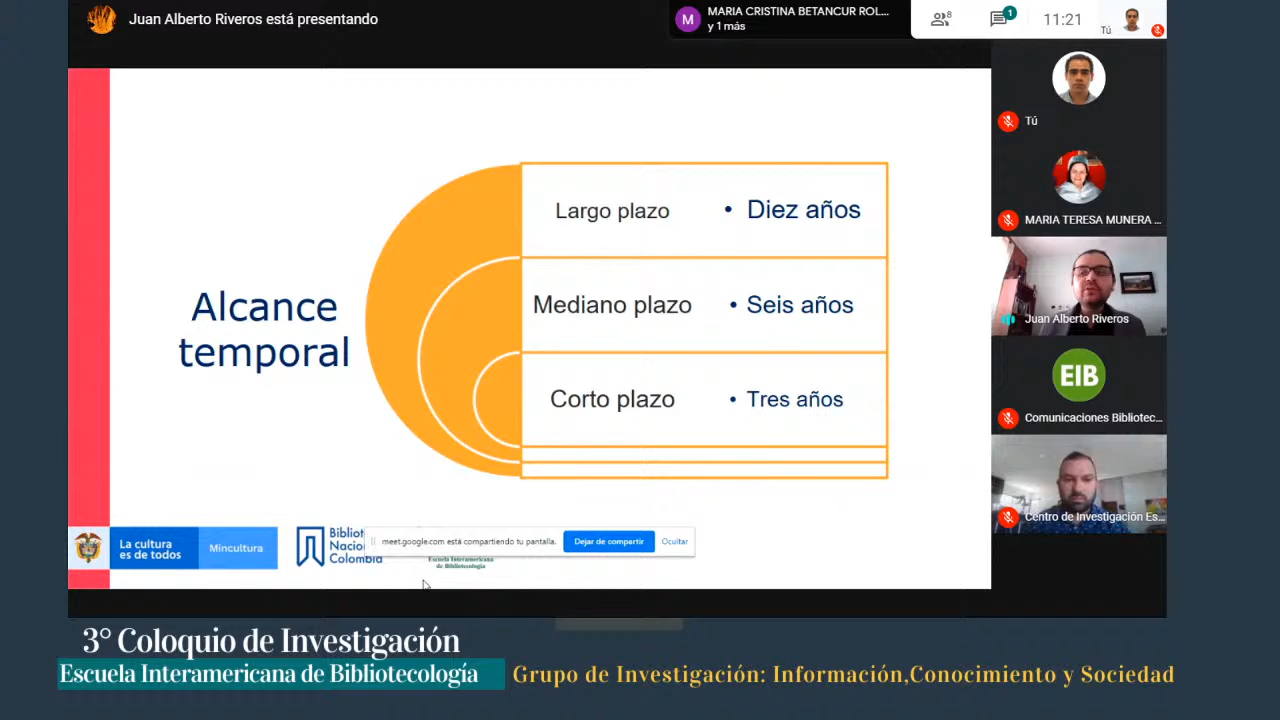 Juan Alberto Riveros está presentando
M
MARIA CRISTINA BETANCUR ROL...
y 1 más
8
1
11:21
Tú
Tú
MARIA TERESA MUNERA ...
Juan Alberto Riveros
EIB
Comunicaciones Bibliotec...
Centro de Investigación Es...
Alcance
temporal
Largo plazo • Diez años
Mediano plazo • Seis años
Corto plazo • Tres años
La cultura
es de todos
Mincultura
Nacio
Colombia
meet.google.com está compartiendo tu pantalla.
Dejar de compartir
Ocultar
Escuela Interamericana
de Bibliotecología
3° Coloquio de Investigación
Escuela Interamericana de Bibliotecología
Grupo de Investigación: Información,Conocimiento y Sociedad